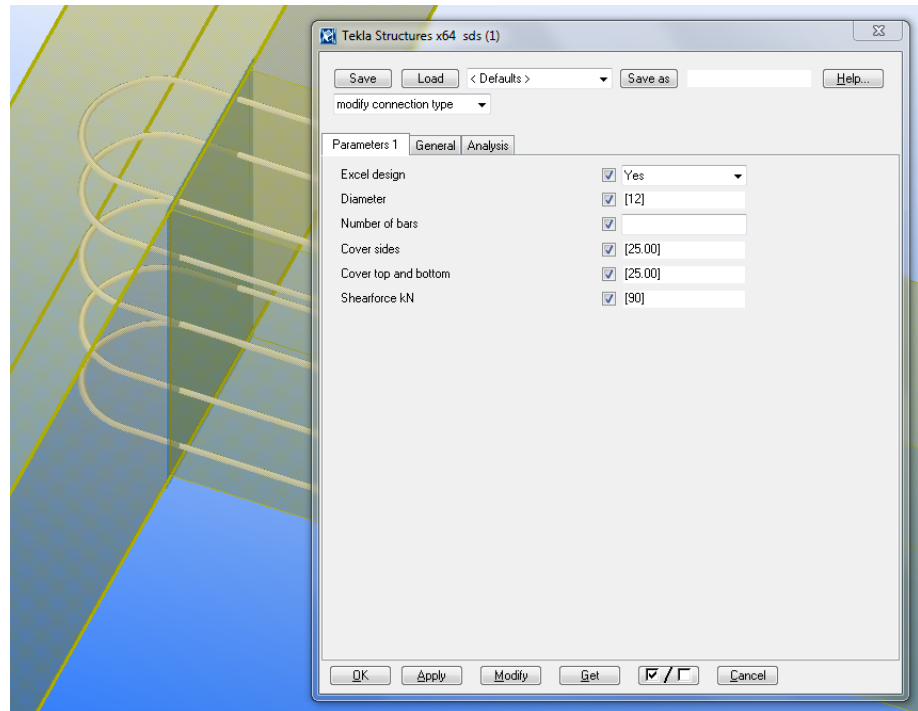 Tekla Structures x64 sds (1)
Save Load < Defaults > Save as Help...
modify connection type
Parameters 1 General Analysis
Excel design Yes
Diameter [12]
Number of bars
Cover sides [25.00]
Cover top and bottom [25.00]
Shearforce kN [90]
OK Apply Modify Get / Cancel